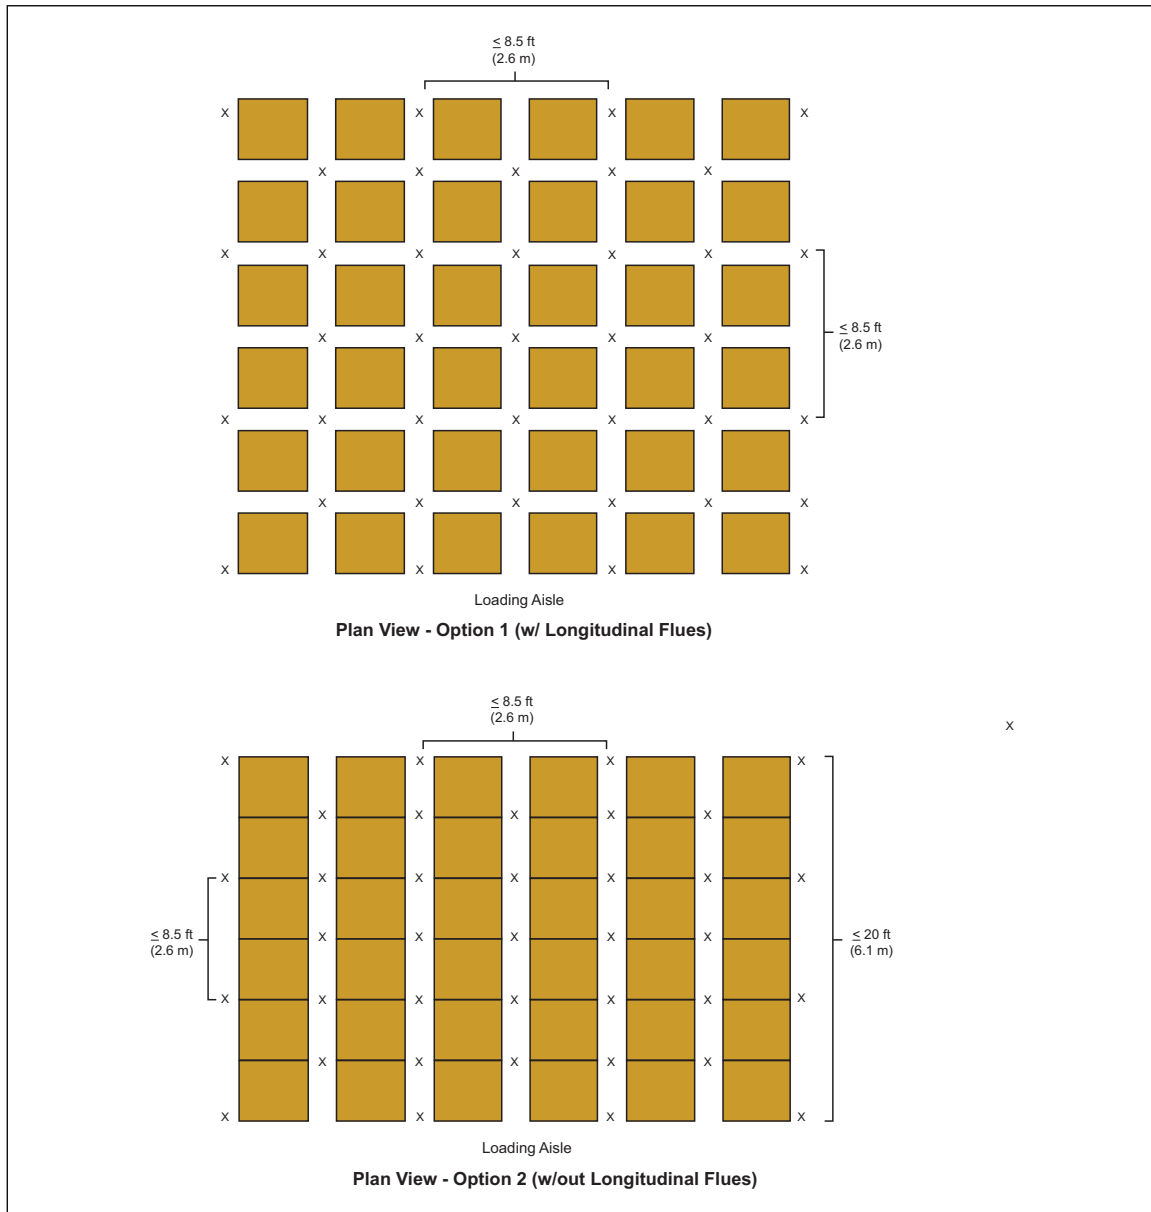 ≤ 8.5 ft
(2.6 m)
X X X X
X X X X X
X X X X X X X
≤ 8.5 ft
(2.6 m)
X X X X X
X X X X X X X
X X X X X X
X X X X
Loading Aisle
Plan View - Option 1 (w/ Longitudinal Flues)
≤ 8.5 ft
(2.6 m)
X
X X X X
X X X X X
X X X X X X X
≤ 8.5 ft
(2.6 m)
X X X X X
≤ 20 ft
(6.1 m)
X X X X X X X
X X X X X
X X X X
Loading Aisle
Plan View - Option 2 (w/out Longitudinal Flues)